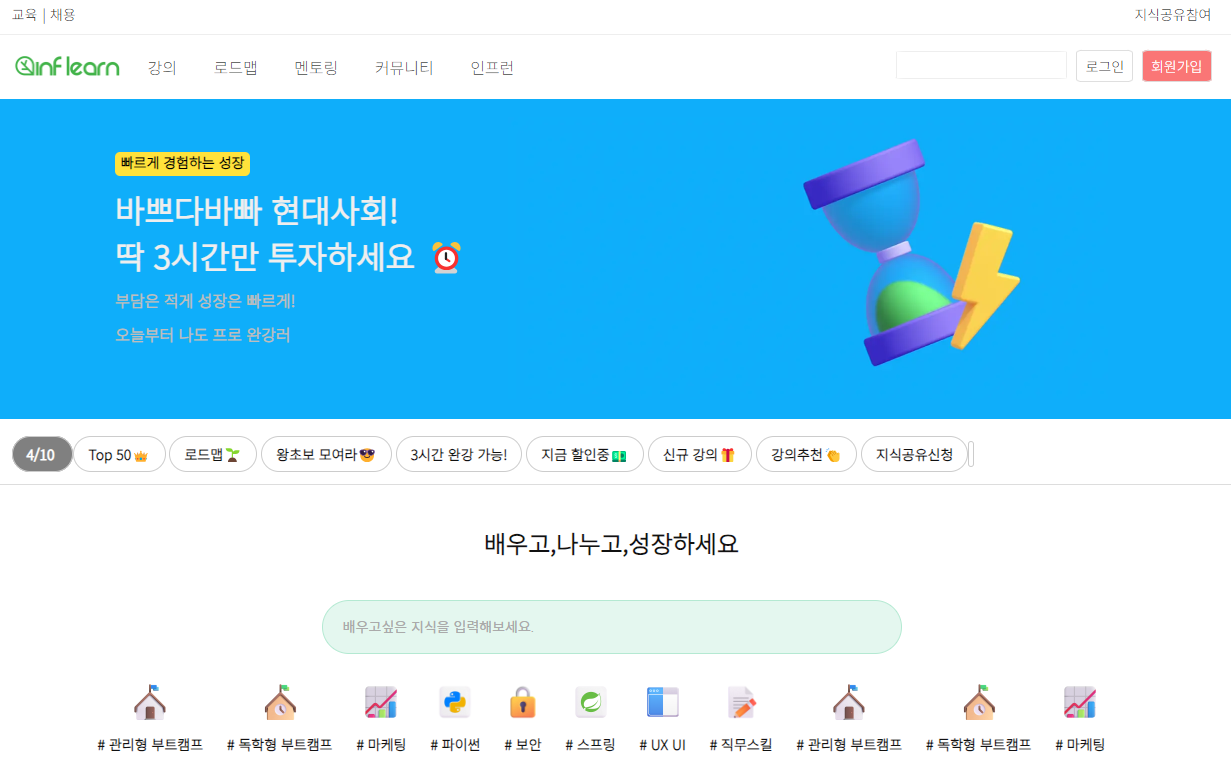 교육 | 채용 지식공유참여
inflearn 강의 로드맵 멘토링 커뮤니티 인프런 로그인 회원가입
빠르게 경험하는 성장
바쁘다바빠 현대사회!
딱 3시간만 투자하세요 ⏰
부담은 적게 성장은 빠르게!
오늘부터 나도 프로 완강러
4/10 Top 50👑 로드맵🌱 왕초보 모여라😎 3시간 완강 가능! 지금 할인중💵 신규 강의🎁 강의추천👏 지식공유신청
배우고,나누고,성장하세요
배우고싶은 지식을 입력해보세요.
# 관리형 부트캠프 # 독학형 부트캠프 # 마케팅 # 파이썬 # 보안 # 스프링 # UX UI # 직무스킬 # 관리형 부트캠프 # 독학형 부트캠프 # 마케팅